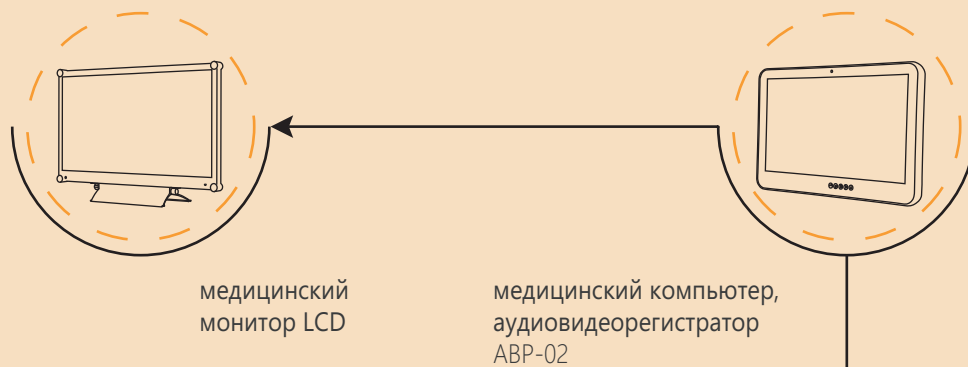 медицинский
монитор LCD
медицинский компьютер,
аудиовидеорегистратор
АВР-02